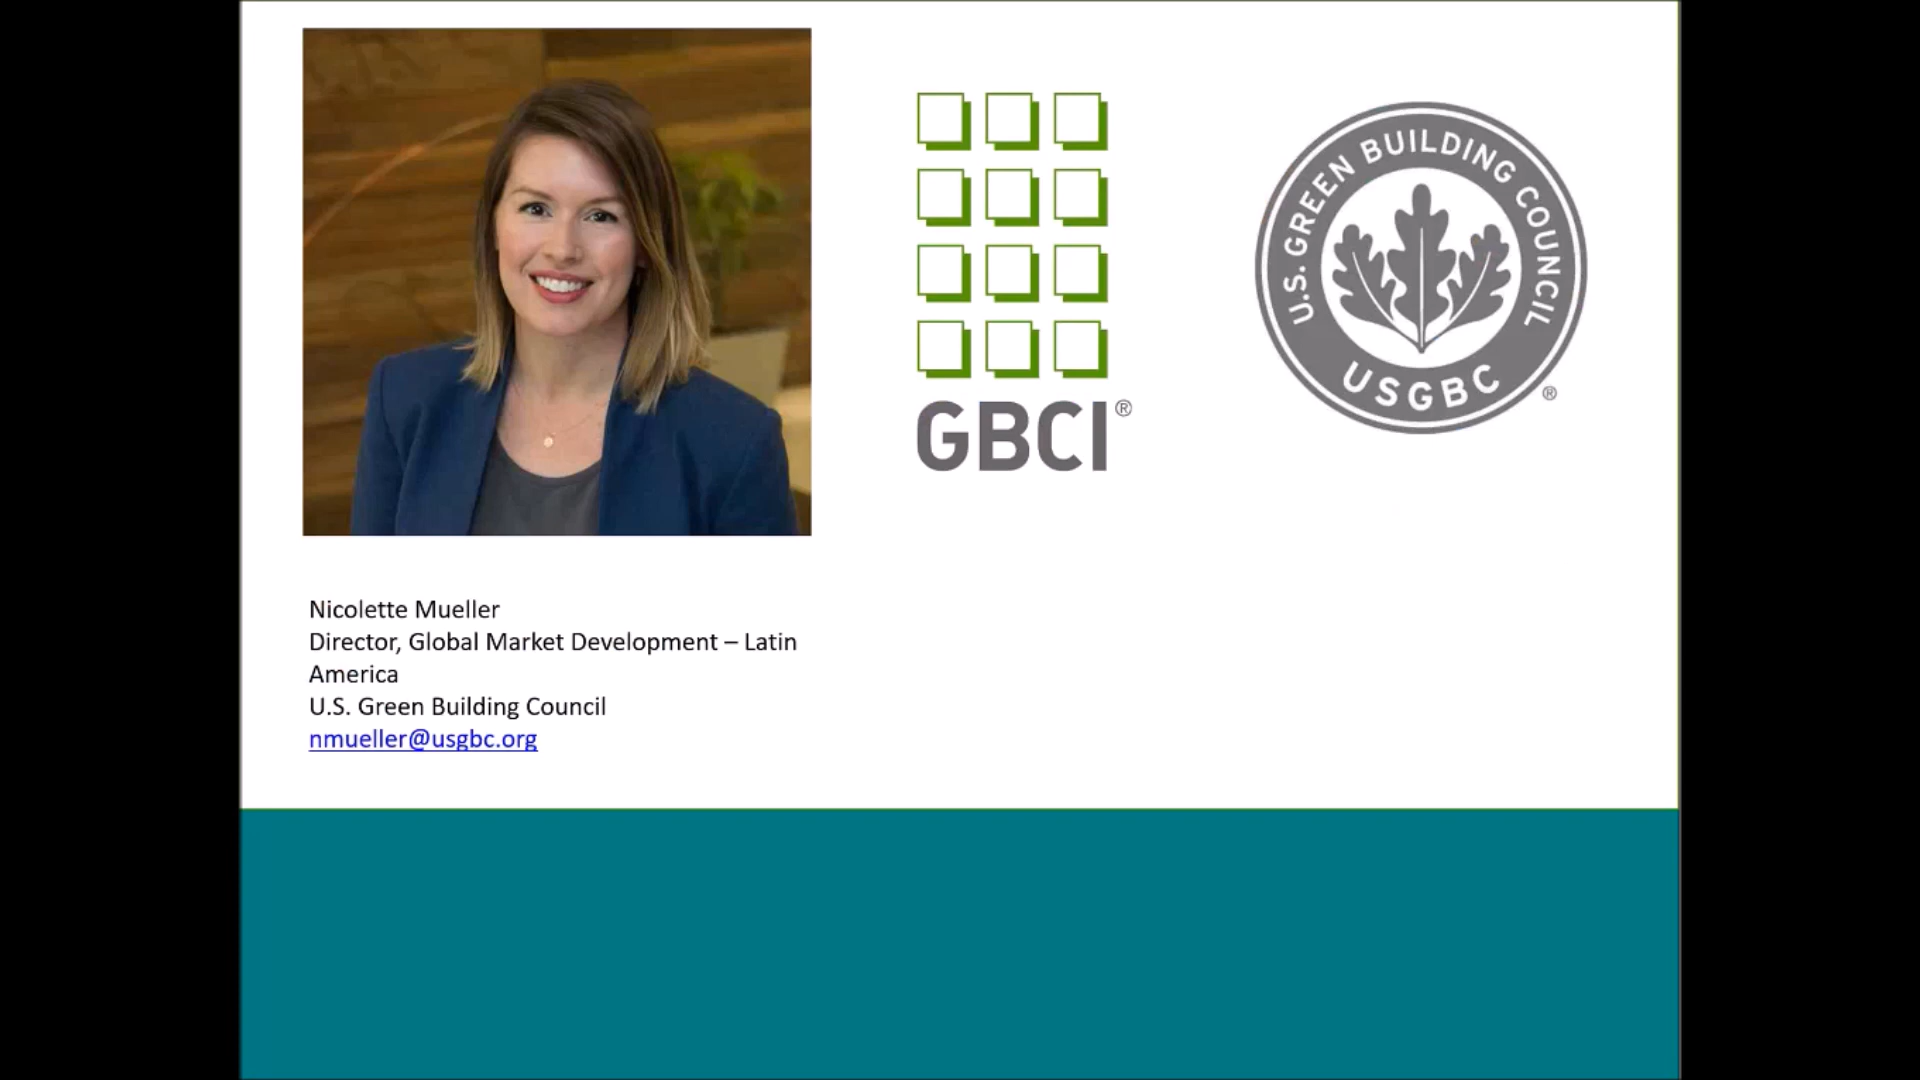 GBCI®
U.S. GREEN BUILDING COUNCIL
USGBC
®
Nicolette Mueller
Director, Global Market Development – Latin
America
U.S. Green Building Council
nmueller@usgbc.org